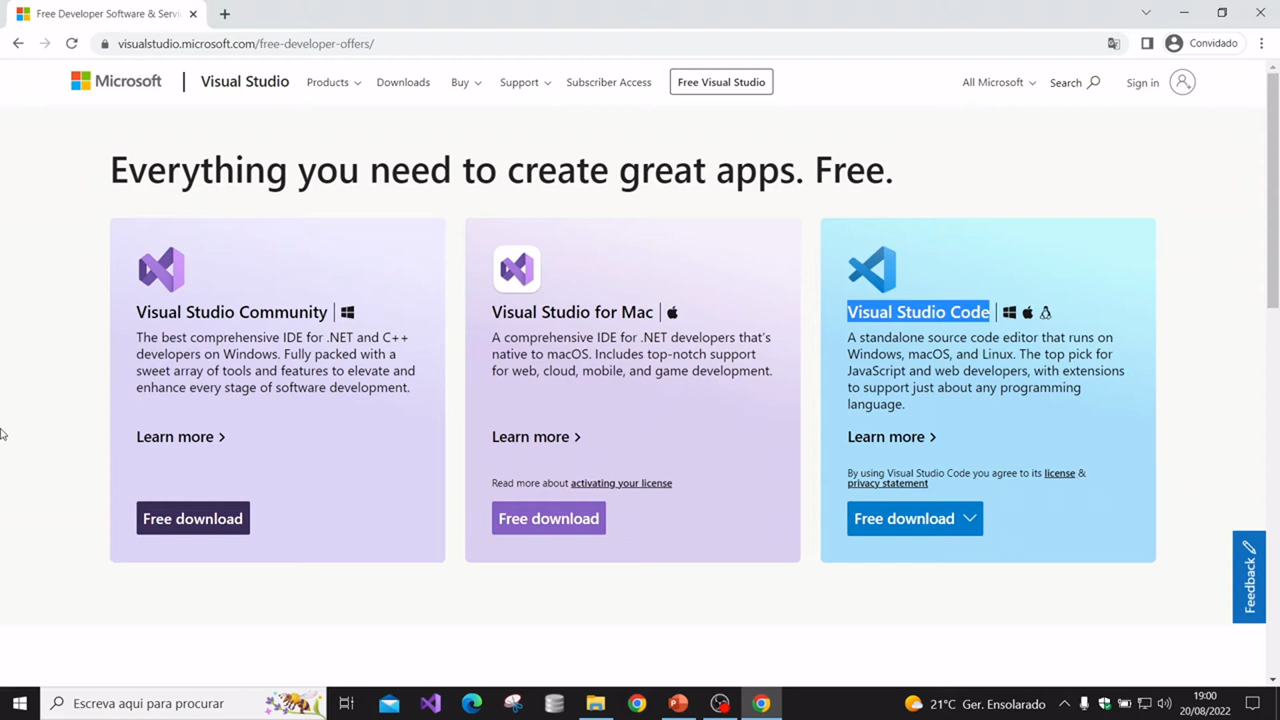 Free Developer Software & Servi
visualstudio.microsoft.com/free-developer-offers/
Convidado
Microsoft
Visual Studio
Products
Downloads
Buy
Support
Subscriber Access
Free Visual Studio
All Microsoft
Search
Sign in
Everything you need to create great apps. Free.
Visual Studio Community
The best comprehensive IDE for .NET and C++
developers on Windows. Fully packed with a
sweet array of tools and features to elevate and
enhance every stage of software development.
Learn more
Free download
Visual Studio for Mac
A comprehensive IDE for .NET developers that's
native to macOS. Includes top-notch support
for web, cloud, mobile, and game development.
Learn more
Read more about activating your license
Free download
Visual Studio Code
A standalone source code editor that runs on
Windows, macOS, and Linux. The top pick for
JavaScript and web developers, with extensions
to support just about any programming
language.
Learn more
By using Visual Studio Code you agree to its license &
privacy statement
Free download
Feedback
Escreva aqui para procurar
21°C Ger. Ensolarado
19:00
20/08/2022